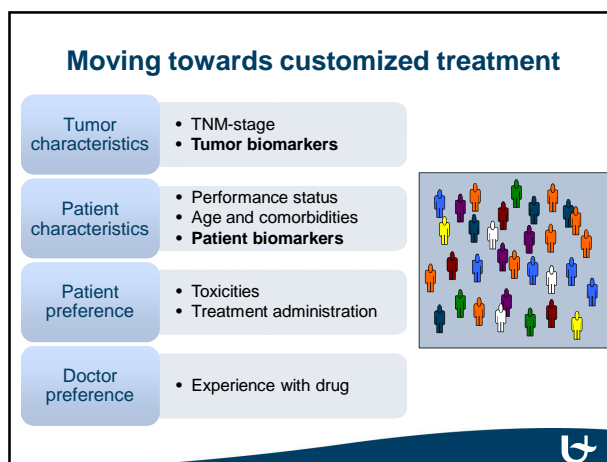 Moving towards customized treatment
Tumor
characteristics
• TNM-stage
• Tumor biomarkers
Patient
characteristics
• Performance status
• Age and comorbidities
• Patient biomarkers
Patient
preference
• Toxicities
• Treatment administration
Doctor
preference
• Experience with drug